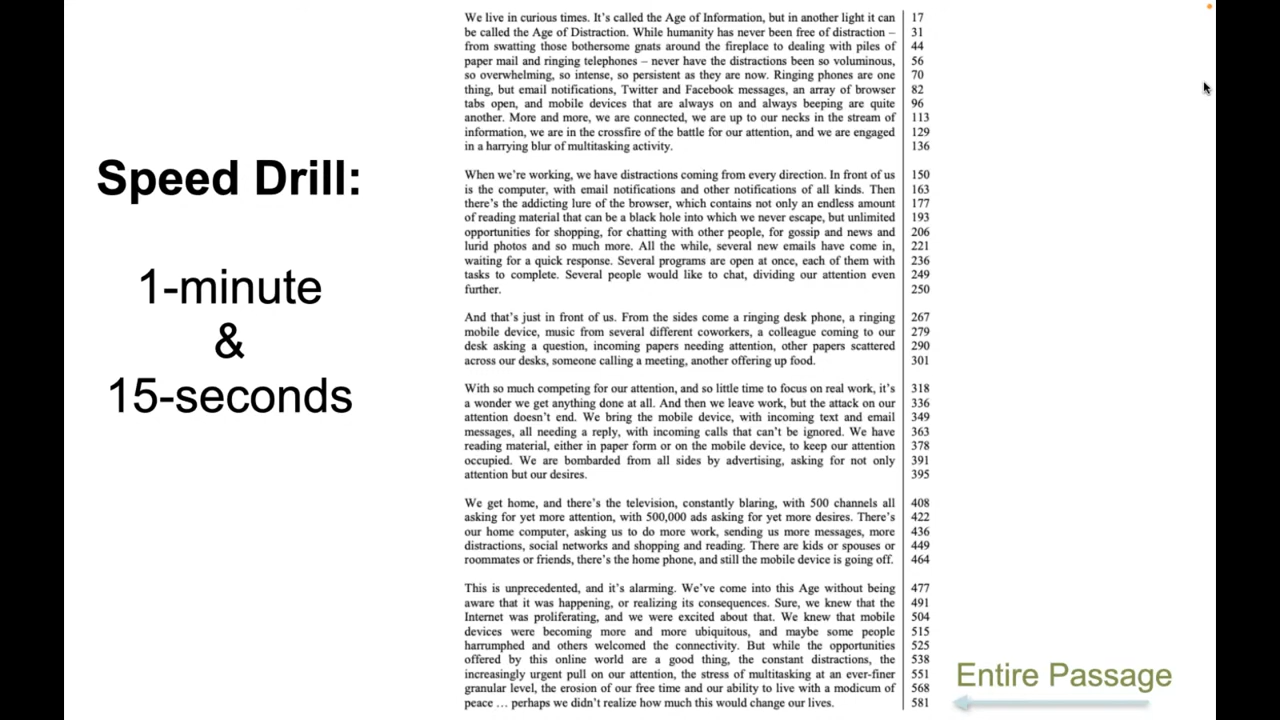 Speed Drill:
1-minute
&
15-seconds
We live in curious times. It's called the Age of Information, but in another light it can 17
be called the Age of Distraction. While humanity has never been free of distraction – 31
from swatting those bothersome gnats around the fireplace to dealing with piles of 44
paper mail and ringing telephones – never have the distractions been so voluminous, 56
so overwhelming, so intense, so persistent as they are now. Ringing phones are one 70
thing, but email notifications, Twitter and Facebook messages, an array of browser 82
tabs open, and mobile devices that are always on and always beeping are quite 96
another. More and more, we are connected, we are up to our necks in the stream of 113
information, we are in the crossfire of the battle for our attention, and we are engaged 129
in a harrying blur of multitasking activity. 136
When we're working, we have distractions coming from every direction. In front of us 150
is the computer, with email notifications and other notifications of all kinds. Then 163
there's the addicting lure of the browser, which contains not only an endless amount 177
of reading material that can be a black hole into which we never escape, but unlimited 193
opportunities for shopping, for chatting with other people, for gossip and news and 206
lurid photos and so much more. All the while, several new emails have come in, 221
waiting for a quick response. Several programs are open at once, each of them with 236
tasks to complete. Several people would like to chat, dividing our attention even 249
further. 250
And that's just in front of us. From the sides come a ringing desk phone, a ringing 267
mobile device, music from several different coworkers, a colleague coming to our 279
desk asking a question, incoming papers needing attention, other papers scattered 290
across our desks, someone calling a meeting, another offering up food. 301
With so much competing for our attention, and so little time to focus on real work, it's 318
a wonder we get anything done at all. And then we leave work, but the attack on our 336
attention doesn't end. We bring the mobile device, with incoming text and email 349
messages, all needing a reply, with incoming calls that can't be ignored. We have 363
reading material, either in paper form or on the mobile device, to keep our attention 378
occupied. We are bombarded from all sides by advertising, asking for not only 391
attention but our desires. 395
We get home, and there's the television, constantly blaring, with 500 channels all 408
asking for yet more attention, with 500,000 ads asking for yet more desires. There's 422
our home computer, asking us to do more work, sending us more messages, more 436
distractions, social networks and shopping and reading. There are kids or spouses or 449
roommates or friends, there's the home phone, and still the mobile device is going off. 464
This is unprecedented, and it's alarming. We've come into this Age without being 477
aware that it was happening, or realizing its consequences. Sure, we knew that the 491
Internet was proliferating, and we were excited about that. We knew that mobile 504
devices were becoming more and more ubiquitous, and maybe some people 515
harrumphed and others welcomed the connectivity. But while the opportunities 525
offered by this online world are a good thing, the constant distractions, the 538
increasingly urgent pull on our attention, the stress of multitasking at an ever-finer 551
granular level, the erosion of our free time and our ability to live with a modicum of 568
peace … perhaps we didn't realize how much this would change our lives. 581
Entire Passage